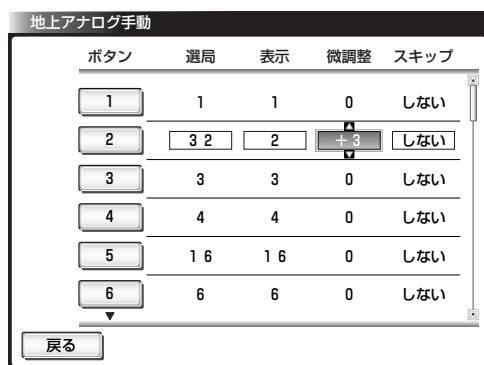 地上アナログ手動
ボタン 選局 表示 微調整 スキップ
1 1 1 0 しない
2 32 2 +3 しない
3 3 3 0 しない
4 4 4 0 しない
5 16 16 0 しない
6 6 6 0 しない
戻る